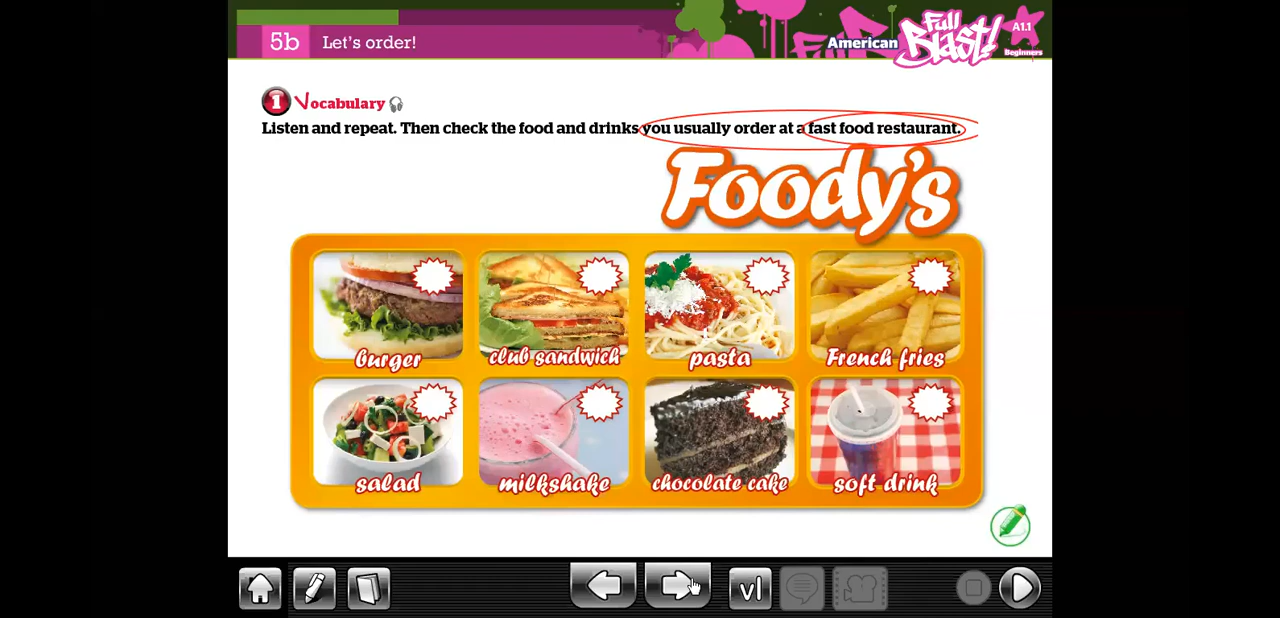 5b Let's order!
American Full Blast! A1.1 Beginners
1 Vocabulary
Listen and repeat. Then check the food and drinks you usually order at a fast food restaurant.
Foody's
burger club sandwich pasta French fries
salad milkshake chocolate cake soft drink
vl